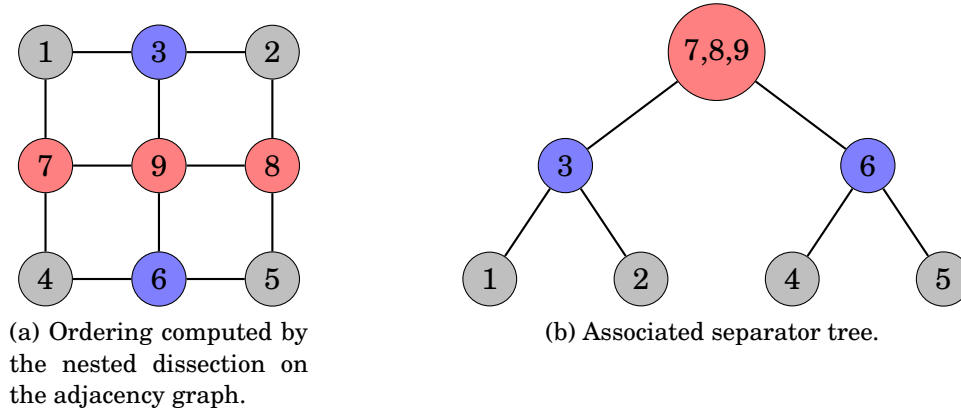 1 3 2
7 9 8
4 6 5
(a) Ordering computed by
the nested dissection on
the adjacency graph.
7,8,9
3 6
1 2 4 5
(b) Associated separator tree.